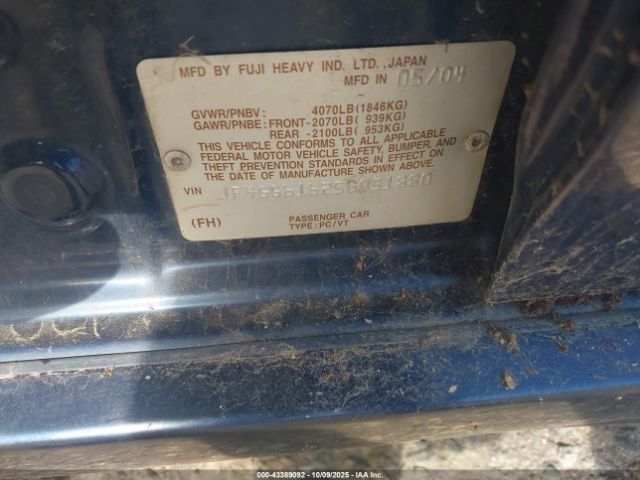 MFD BY FUJI HEAVY IND. LTD.,JAPAN
MFD IN 05/04
GVWR/PNBV: 4070LB(1846KG)
GAWR/PNBE:FRONT-2070LB( 939KG)
REAR -2100LB( 953KG)
THIS VEHICLE CONFORMS TO ALL APPLICABLE
FEDERAL MOTOR VEHICLE SAFETY, BUMPER, AND
THEFT PREVENTION STANDARDS IN EFFECT ON
THE DATE OF MANUFACTURE SHOWN ABOVE.
VIN
(FH) PASSENGER CAR
TYPE: PC/VT
000-43389092 - 10/09/2025 - IAAI.COM